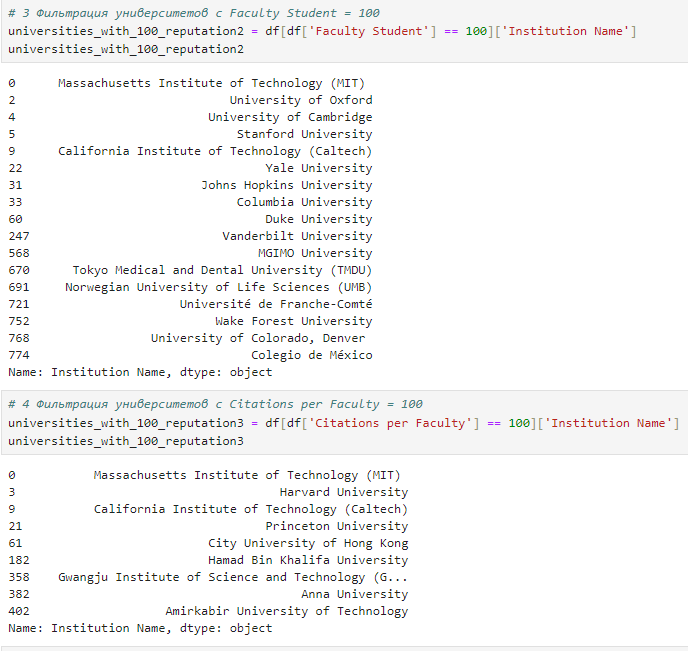 # 3 Фильтрация университетов с Faculty Student = 100
universities_with_100_reputation2 = df[df['Faculty Student'] == 100]['Institution Name']
universities_with_100_reputation2
0 Massachusetts Institute of Technology (MIT)
2 University of Oxford
4 University of Cambridge
5 Stanford University
9 California Institute of Technology (Caltech)
22 Yale University
31 Johns Hopkins University
33 Columbia University
60 Duke University
247 Vanderbilt University
568 MGIMO University
670 Tokyo Medical and Dental University (TMDU)
691 Norwegian University of Life Sciences (UMB)
721 Université de Franche-Comté
752 Wake Forest University
768 University of Colorado, Denver
774 Colegio de México
Name: Institution Name, dtype: object
# 4 Фильтрация университетов с Citations per Faculty = 100
universities_with_100_reputation3 = df[df['Citations per Faculty'] == 100]['Institution Name']
universities_with_100_reputation3
0 Massachusetts Institute of Technology (MIT)
3 Harvard University
9 California Institute of Technology (Caltech)
21 Princeton University
61 City University of Hong Kong
182 Hamad Bin Khalifa University
358 Gwangju Institute of Science and Technology (G...
382 Anna University
402 Amirkabir University of Technology
Name: Institution Name, dtype: object